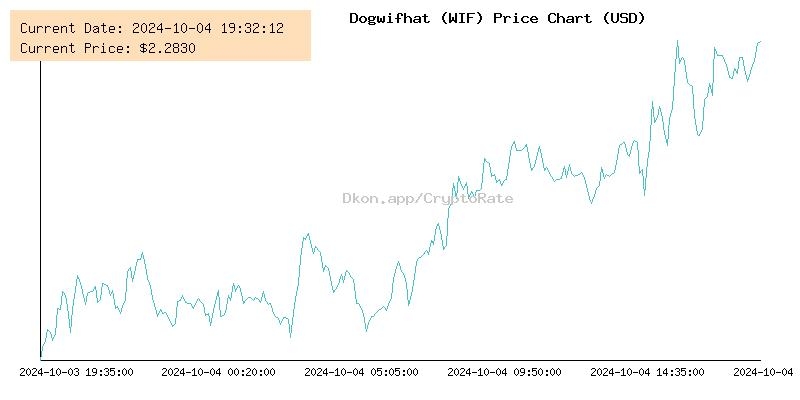 Dogwifhat (WIF) Price Chart (USD)
Current Date: 2024-10-04 19:32:12
Current Price: $2.2830
Dkon.app/CryptoRate
2024-10-03 19:35:00 2024-10-04 00:20:00 2024-10-04 05:05:00 2024-10-04 09:50:00 2024-10-04 14:35:00 2024-10-04